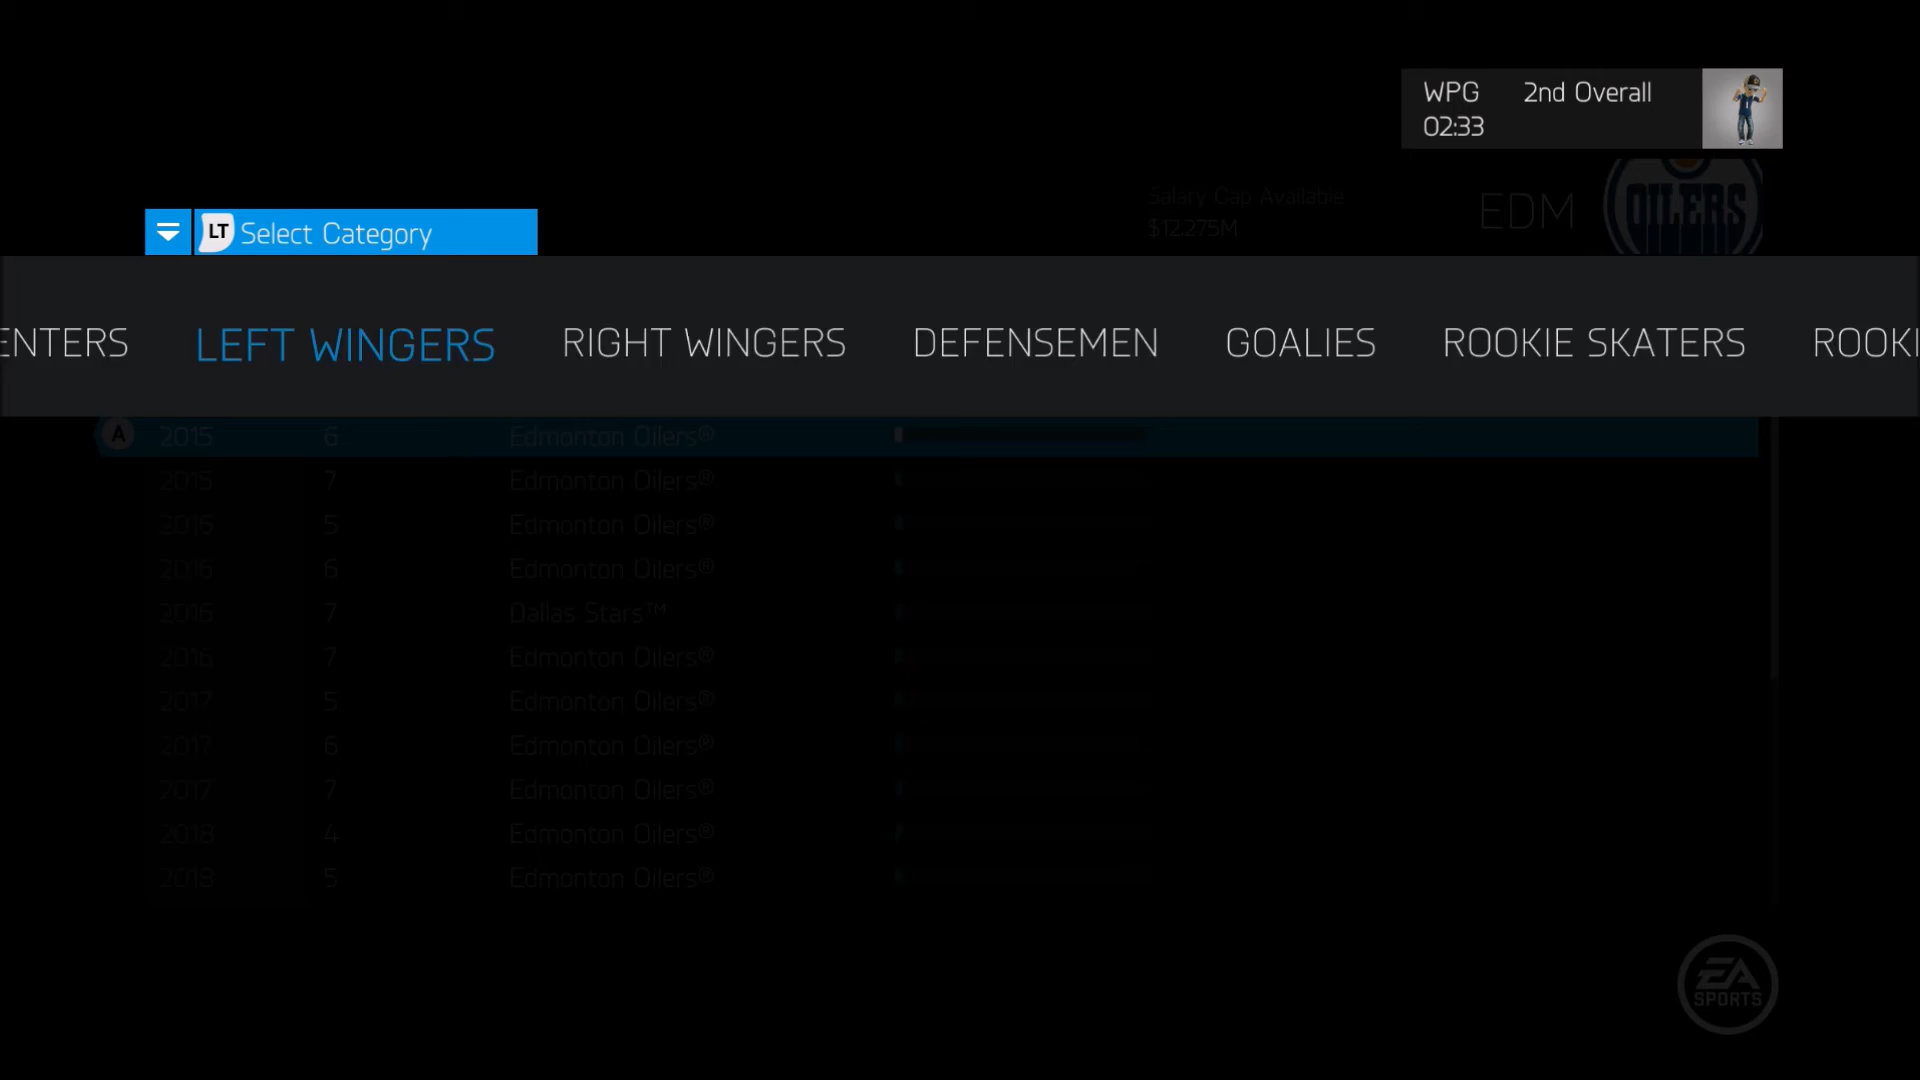 WPG 2nd Overall
02:33
Salary Cap Available
$12.275M
EDM
OILERS
LT Select Category
ENTERS LEFT WINGERS RIGHT WINGERS DEFENSEMEN GOALIES ROOKIE SKATERS ROOKI
A 2015 6 Edmonton Oilers®
2015 7 Edmonton Oilers®
2016 5 Edmonton Oilers®
2016 6 Edmonton Oilers®
2016 7 Dallas Stars™
2016 7 Edmonton Oilers®
2017 5 Edmonton Oilers®
2017 6 Edmonton Oilers®
2017 7 Edmonton Oilers®
2018 4 Edmonton Oilers®
2018 5 Edmonton Oilers®
EA
SPORTS